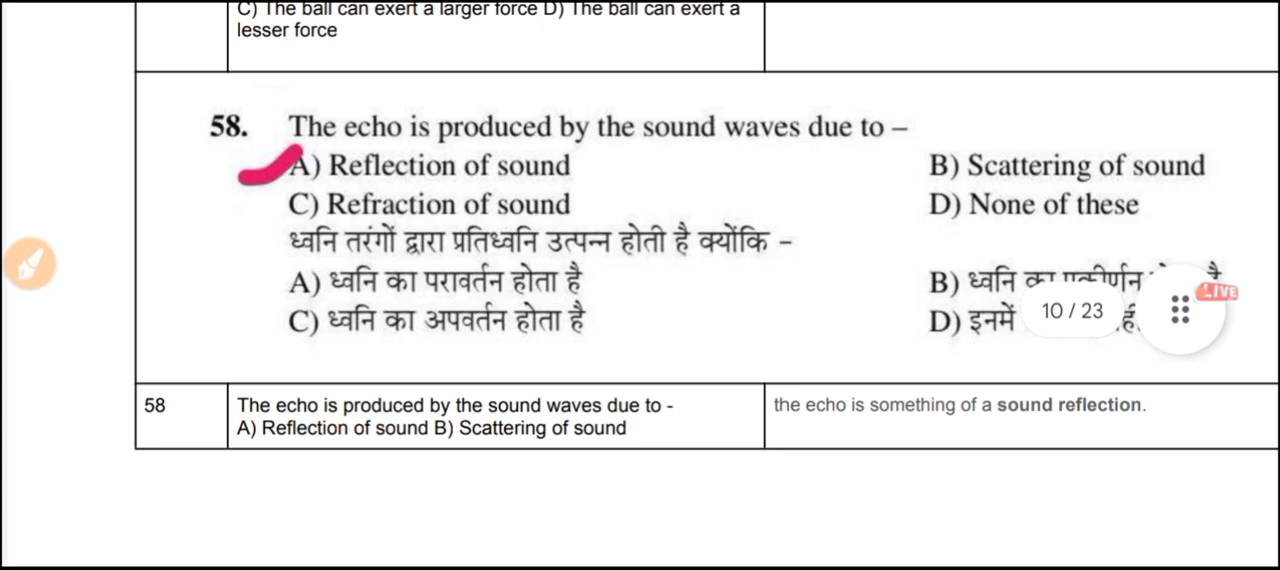 C) The ball can exert a larger force D) The ball can exert a
lesser force
58. The echo is produced by the sound waves due to –
A) Reflection of sound B) Scattering of sound
C) Refraction of sound D) None of these
ध्वनि तरंगों द्वारा प्रतिध्वनि उत्पन्न होती है क्योंकि –
A) ध्वनि का परावर्तन होता है B) ध्वनि का
C) ध्वनि का अपवर्तन होता है D) इनमें
LIVE
10 / 23
58 The echo is produced by the sound waves due to - the echo is something of a sound reflection.
A) Reflection of sound B) Scattering of sound